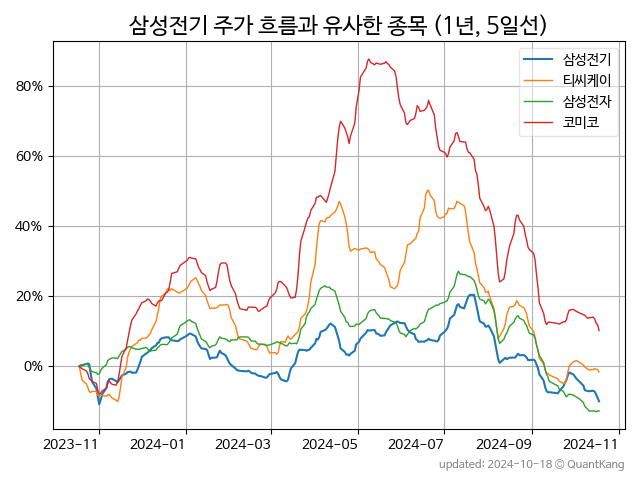 삼성전기 주가 흐름과 유사한 종목 (1년, 5일선)
삼성전기
티씨케이
삼성전자
코미코
80%
60%
40%
20%
0%
2023-11
2024-01
2024-03
2024-05
2024-07
2024-09
2024-11
updated: 2024-10-18 © QuantKang